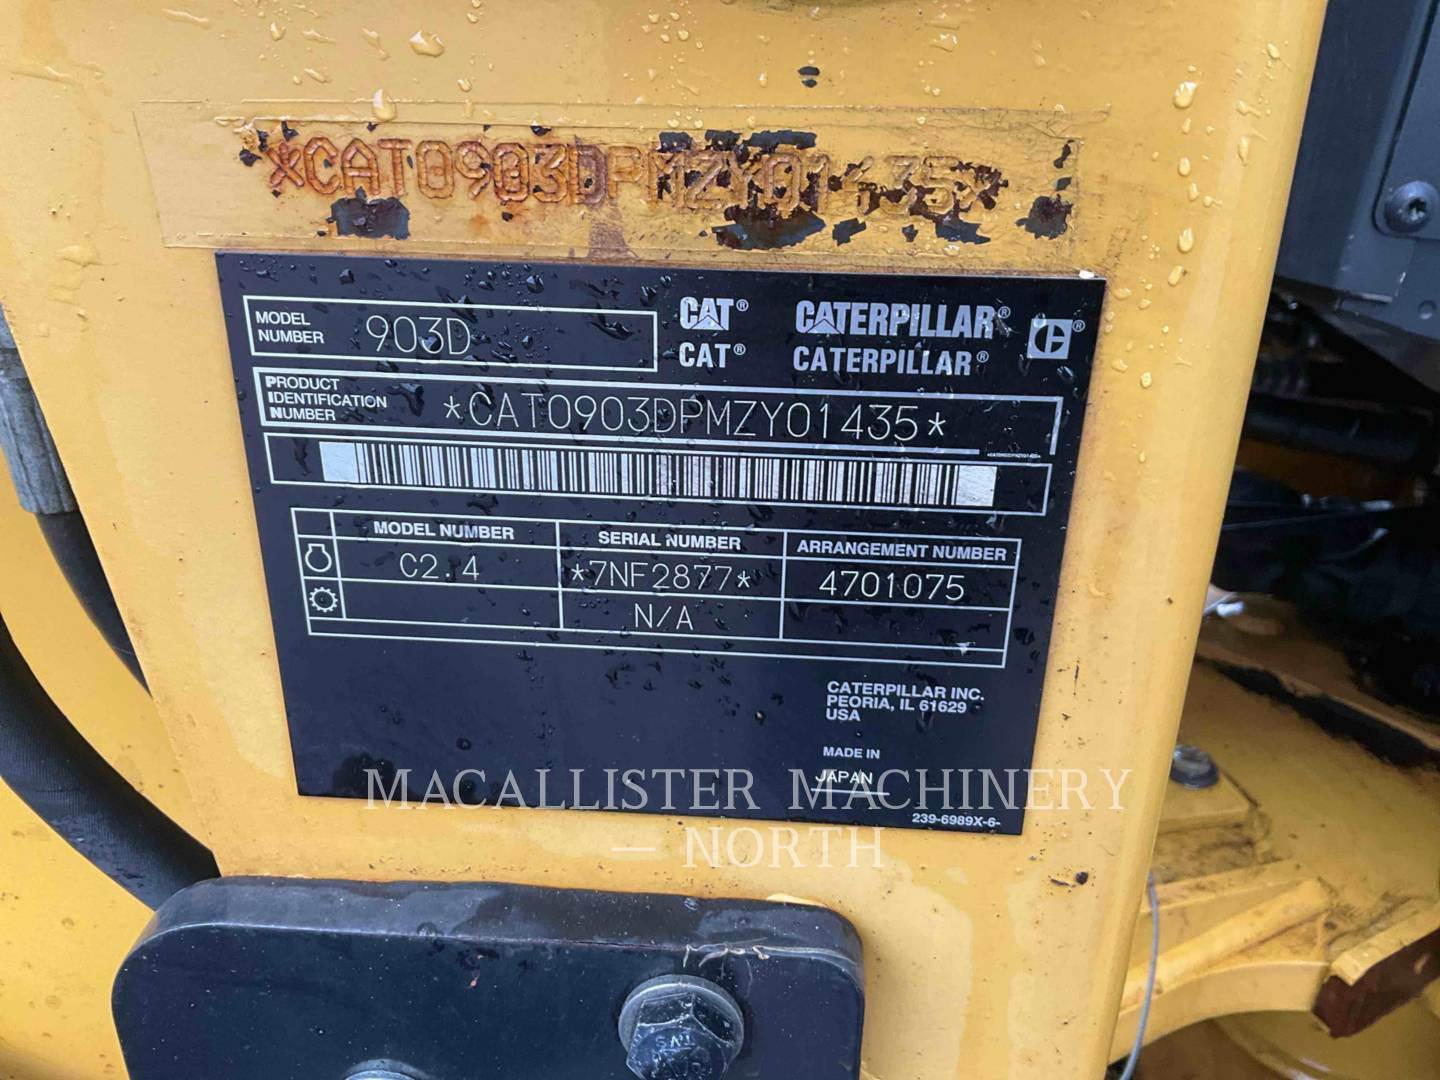 *CAT0903DPMZY01435*
MODEL NUMBER 903D
CAT® CATERPILLAR®
CAT® CATERPILLAR®
PRODUCT IDENTIFICATION NUMBER *CAT0903DPMZY01435*
MODEL NUMBER SERIAL NUMBER ARRANGEMENT NUMBER
C2.4 *7NF2877* 4701075
N/A
CATERPILLAR INC.
PEORIA, IL 61629
USA
MADE IN
JAPAN
239-6989X-6-
MACALLISTER MACHINERY
— NORTH